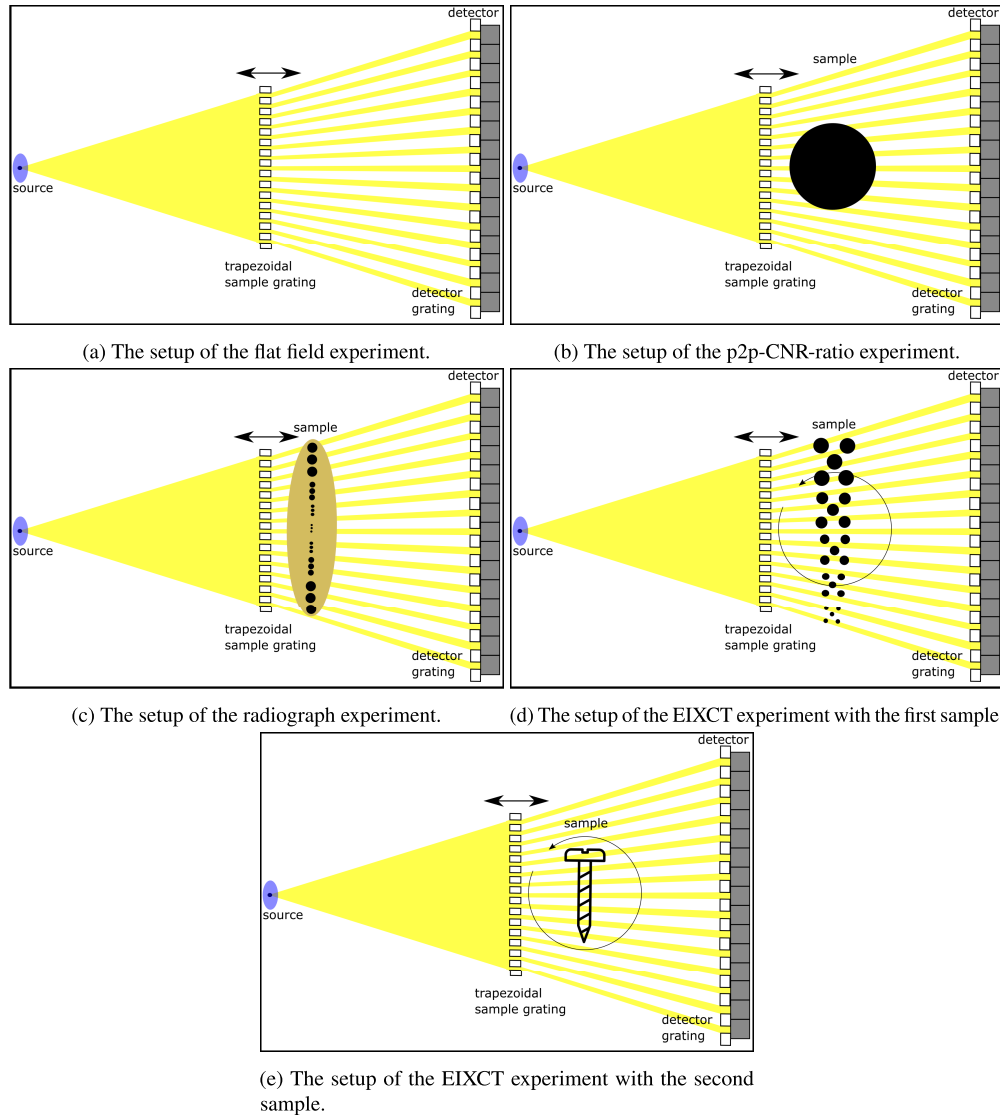 detector
source
trapezoidal
sample grating
detector
grating
(a) The setup of the flat field experiment.
detector
sample
source
trapezoidal
sample grating
detector
grating
(b) The setup of the p2p-CNR-ratio experiment.
detector
sample
source
trapezoidal
sample grating
detector
grating
(c) The setup of the radiograph experiment.
detector
sample
source
trapezoidal
sample grating
detector
grating
(d) The setup of the EIXCT experiment with the first sample
detector
sample
source
trapezoidal
sample grating
detector
grating
(e) The setup of the EIXCT experiment with the second
sample.